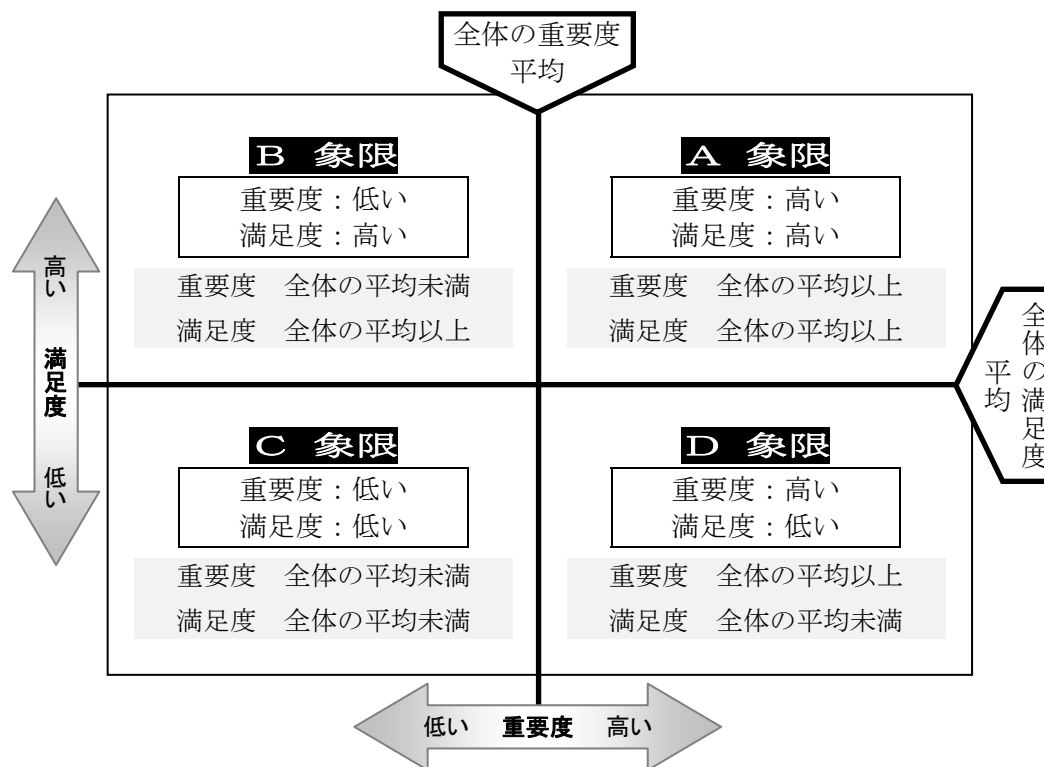 全体の重要度
平均
B 象限
重要度：低い
満足度：高い
重要度　全体の平均未満
満足度　全体の平均以上
A 象限
重要度：高い
満足度：高い
重要度　全体の平均以上
満足度　全体の平均以上
高い　満足度　低い
全体の満足度
平均
C 象限
重要度：低い
満足度：低い
重要度　全体の平均未満
満足度　全体の平均未満
D 象限
重要度：高い
満足度：低い
重要度　全体の平均以上
満足度　全体の平均未満
低い　重要度　高い